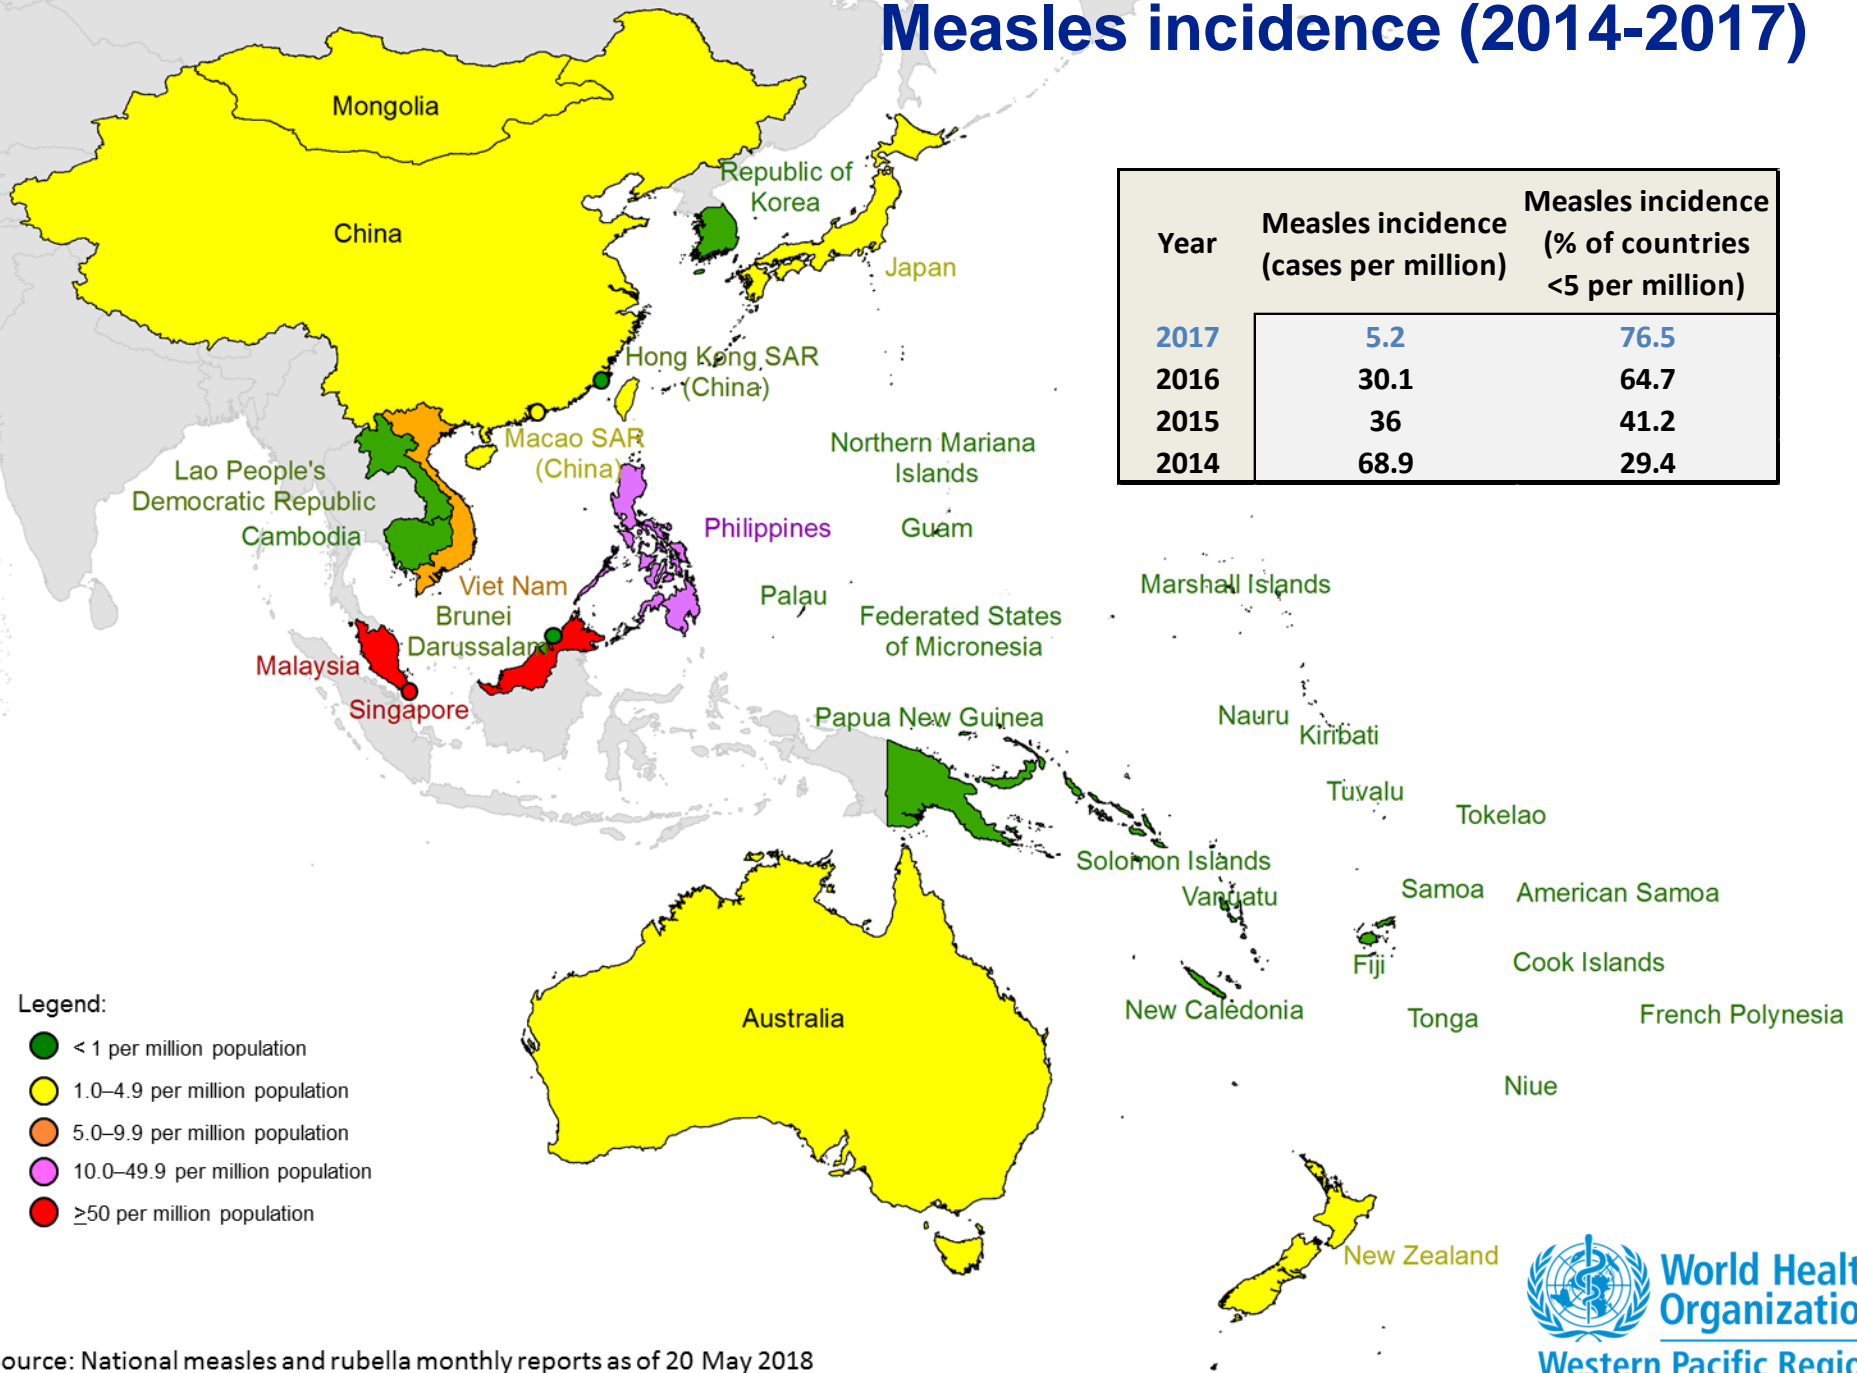 Measles incidence (2014-2017)
Mongolia
China
Republic of
Korea
Japan
Hong Kong SAR
(China)
Macao SAR
(China)
Lao People's
Democratic Republic
Cambodia
Viet Nam
Philippines
Brunei
Darussalam
Malaysia
Singapore
Northern Mariana
Islands
Guam
Palau
Federated States
of Micronesia
Marshall Islands
Papua New Guinea
Nauru
Kiribati
Tuvalu
Tokelao
Solomon Islands
Vanuatu
Samoa
American Samoa
Fiji
Cook Islands
New Caledonia
Tonga
French Polynesia
Niue
Australia
New Zealand
Year
Measles incidence
(cases per million)
Measles incidence
(% of countries
<5 per million)
2017 5.2 76.5
2016 30.1 64.7
2015 36 41.2
2014 68.9 29.4
Legend:
< 1 per million population
1.0–4.9 per million population
5.0–9.9 per million population
10.0–49.9 per million population
≥50 per million population
ource: National measles and rubella monthly reports as of 20 May 2018
World Healt
Organizatio
Western Pacific Regio